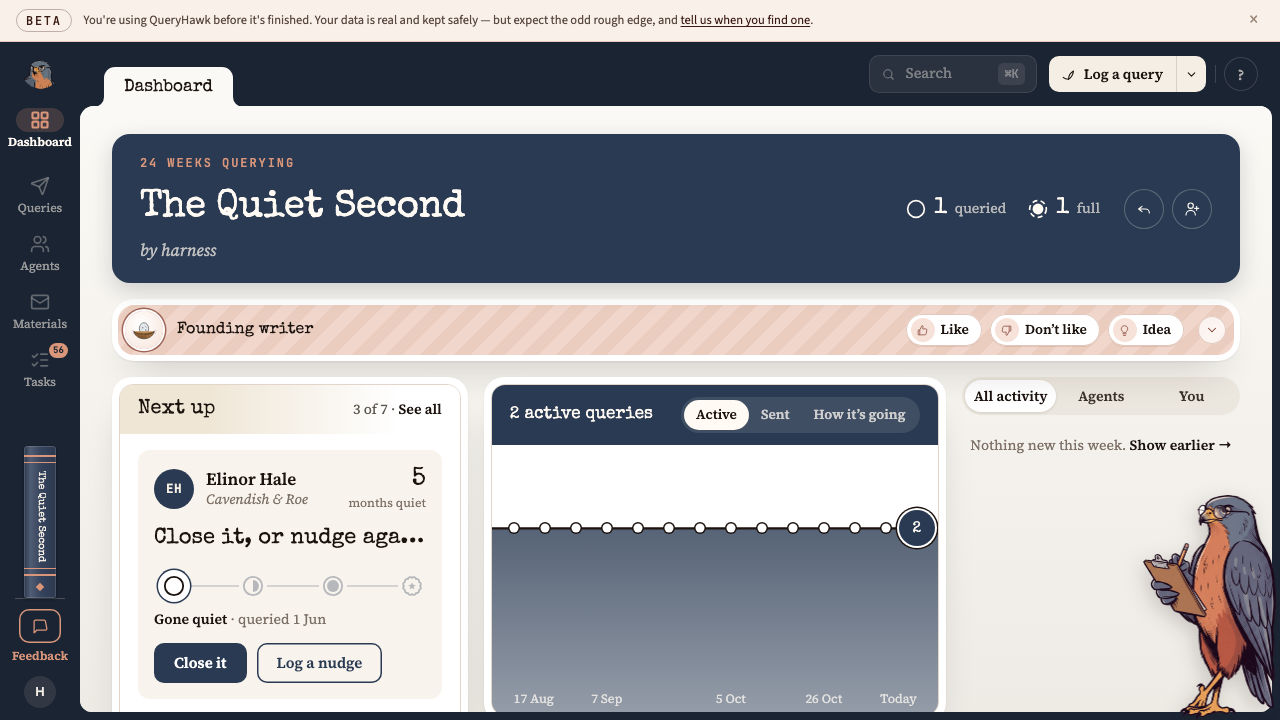 BETA You're using QueryHawk before it's finished. Your data is real and kept safely — but expect the odd rough edge, and tell us when you find one. ×
Dashboard
Search ⌘K
Log a query
?
Dashboard
Queries
Agents
Materials
56
Tasks
The Quiet Second
Feedback
H
24 WEEKS QUERYING
The Quiet Second
by harness
1 queried
1 full
Founding writer
Like
Don't like
Idea
Next up
3 of 7 · See all
EH
Elinor Hale
Cavendish & Roe
5
months quiet
Close it, or nudge aga...
Gone quiet · queried 1 Jun
Close it
Log a nudge
2 active queries
Active
Sent
How it's going
2
17 Aug
7 Sep
5 Oct
26 Oct
Today
All activity
Agents
You
Nothing new this week. Show earlier →